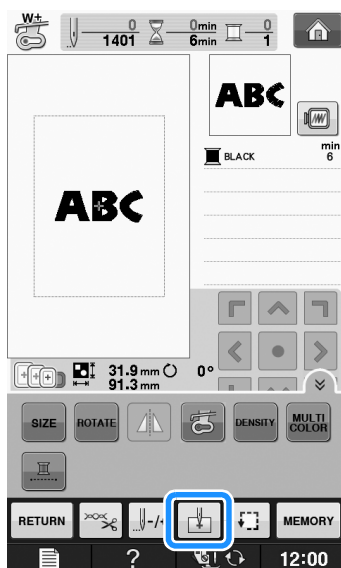 W+
0 0min 0
1401 6min 1
ABC
BLACK min 6
ABC
31.9 mm 0°
91.3 mm
SIZE ROTATE DENSITY MULTI COLOR
RETURN -/+ MEMORY
? 12:00